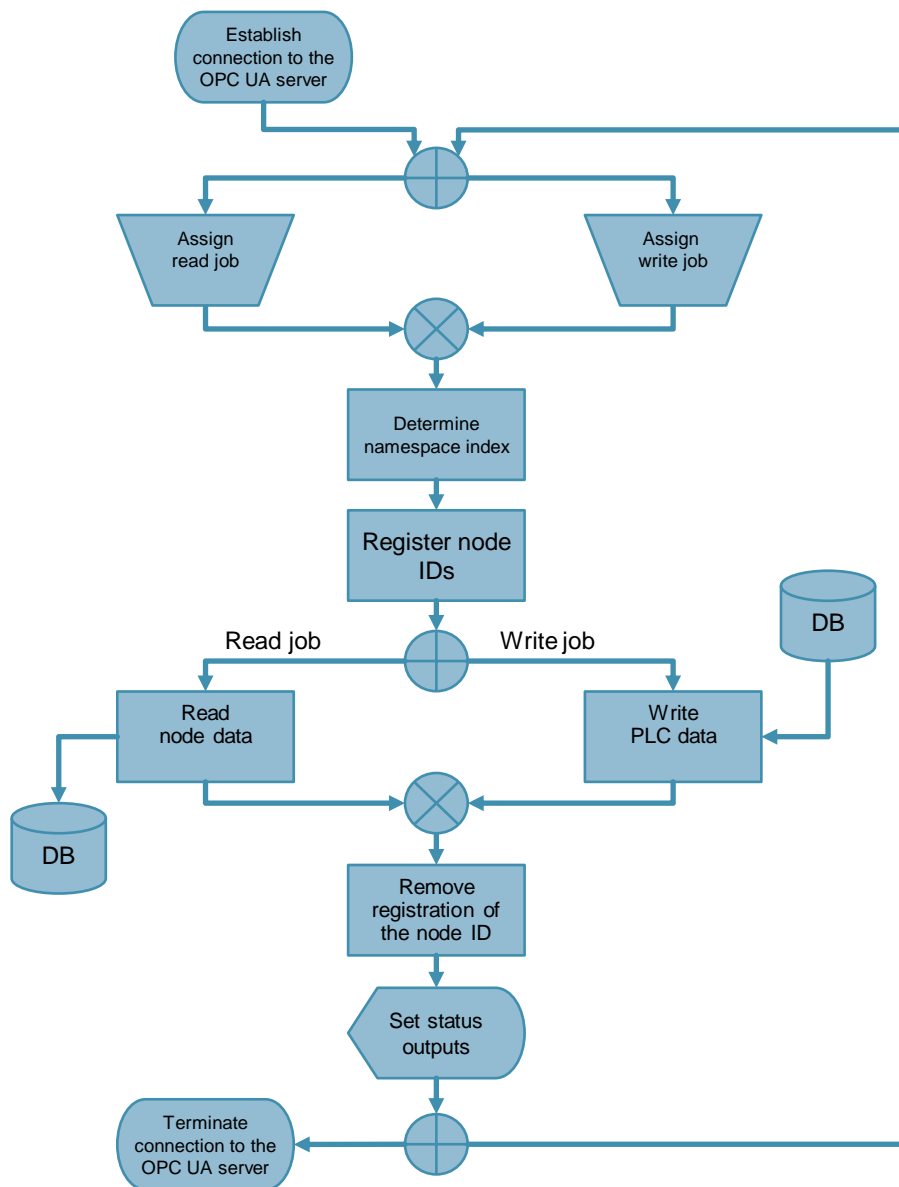 Establish
connection to the
OPC UA server
Assign
read job
Assign
write job
Determine
namespace index
Register node
IDs
Read job
Write job
DB
Read
node data
Write
PLC data
DB
Remove
registration of
the node ID
Set status
outputs
Terminate
connection to the
OPC UA server